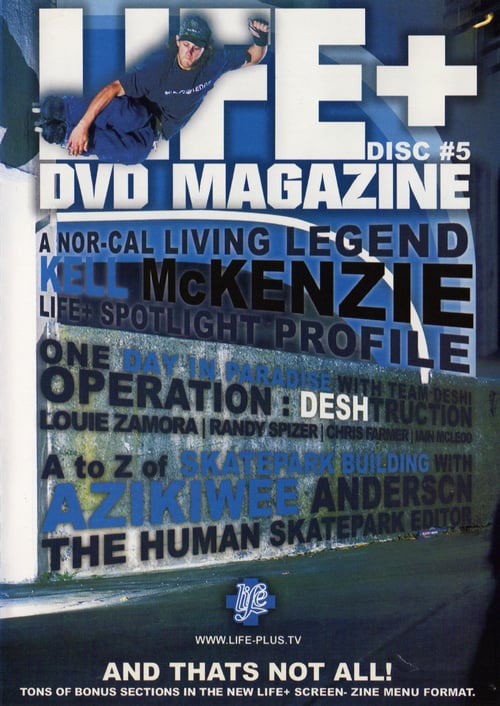 LIFE+
DISC #5
DVD MAGAZINE
A NOR-CAL LIVING LEGEND
KELL McKENZIE
LIFE+ SPOTLIGHT PROFILE
ONE DAY IN PARADISE WITH TEAM DESHI
OPERATION : DESHTRUCTION
LOUIE ZAMORA | RANDY SPIZER | CHRIS FARMER | IAIN MCLEOD
A to Z of SKATEPARK BUILDING WITH
AZIKIWEE ANDERSON
THE HUMAN SKATEPARK EDITOR
life
WWW.LIFE-PLUS.TV
AND THATS NOT ALL!
TONS OF BONUS SECTIONS IN THE NEW LIFE+ SCREEN- ZINE MENU FORMAT.